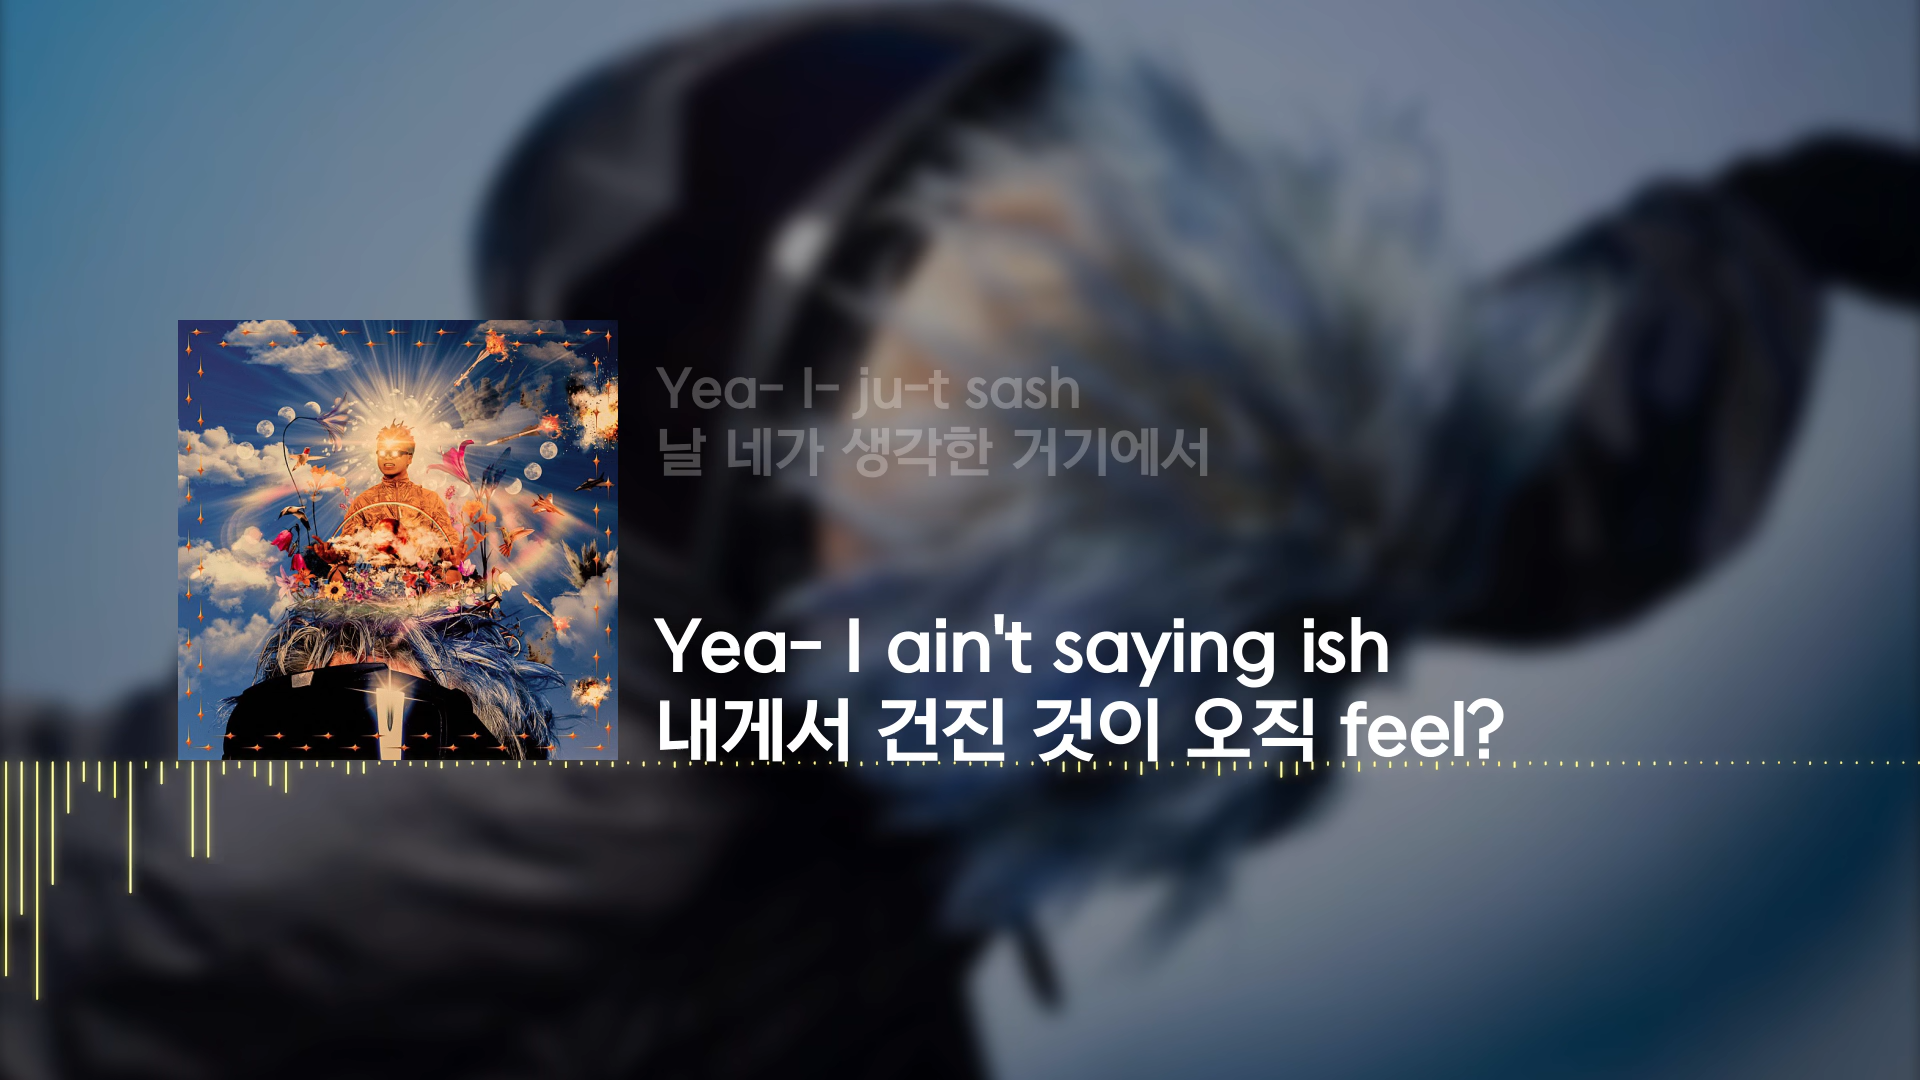 Yea- I- ju-t sash
날 네가 생각한 거기에서
Yea- I ain't saying ish
내게서 건진 것이 오직 feel?